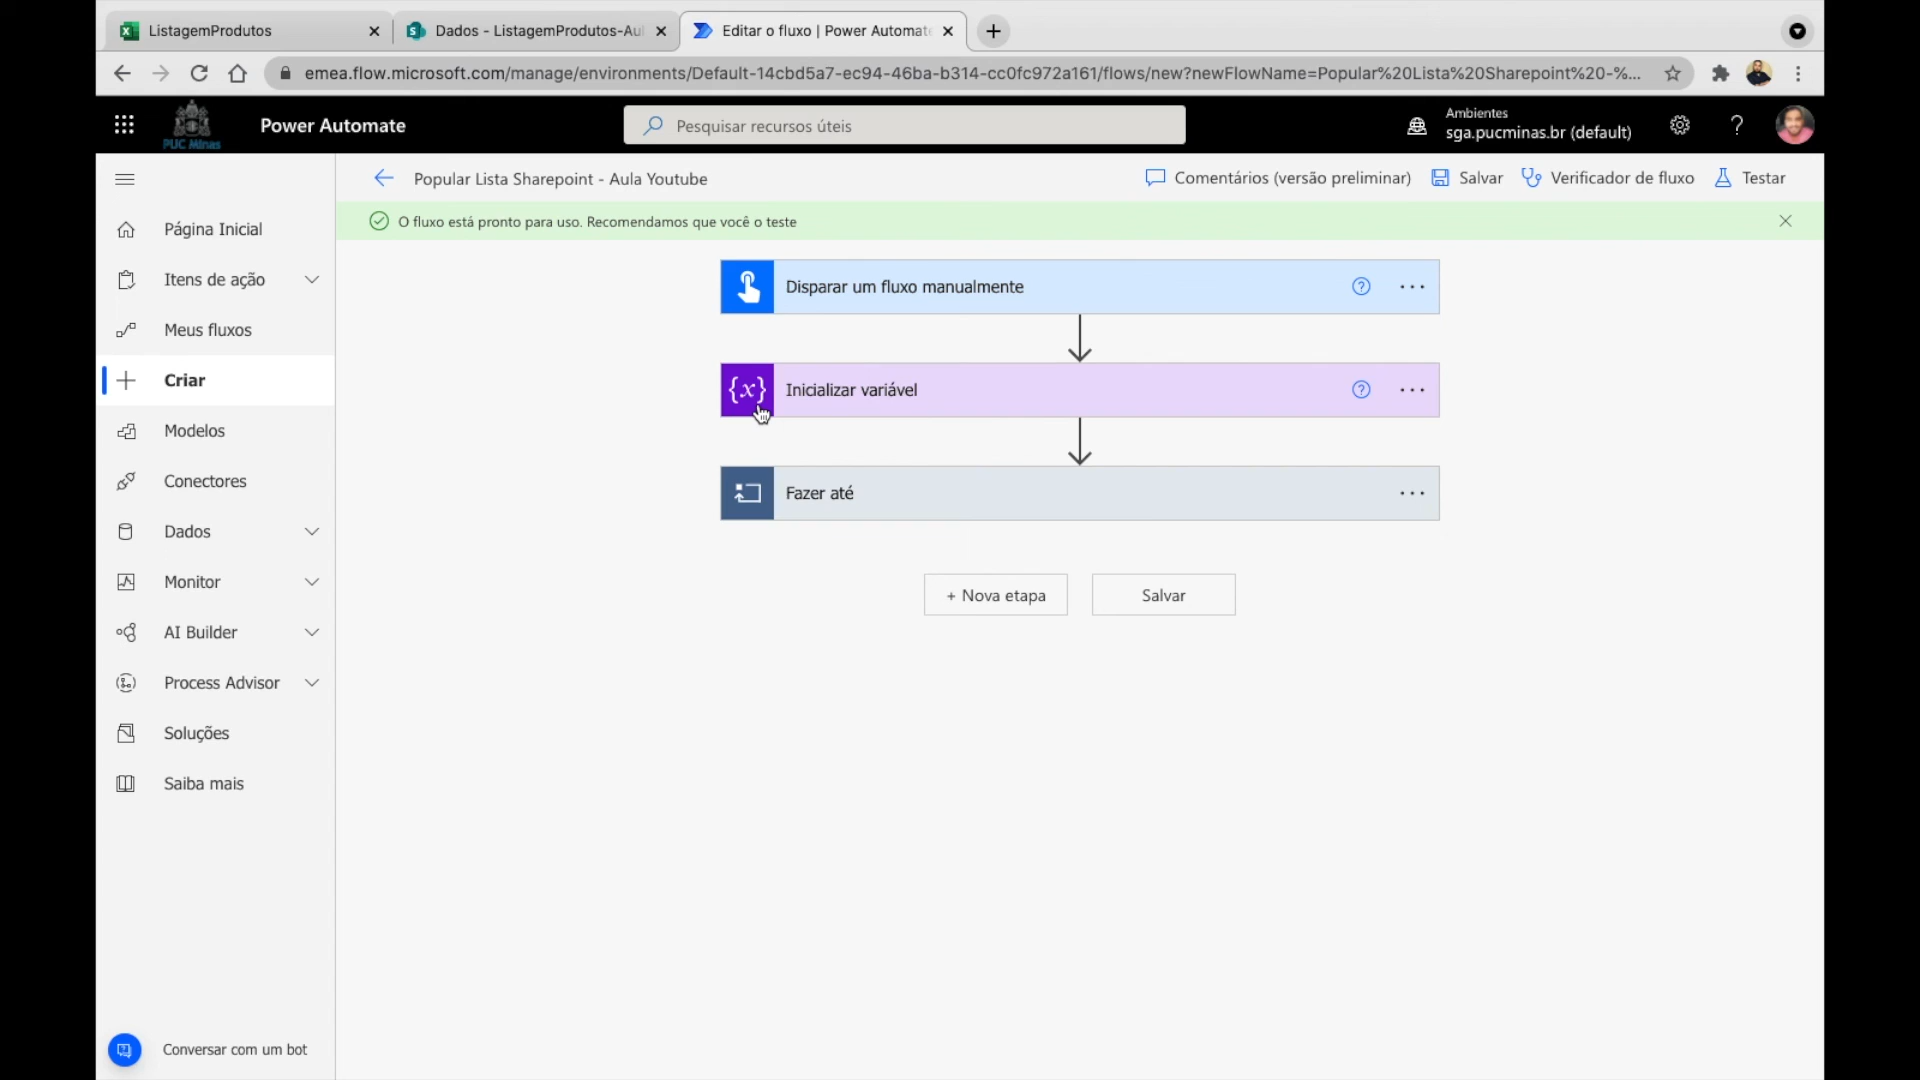 ListagemProdutos
Dados - ListagemProdutos-Au
Editar o fluxo | Power Automate
emea.flow.microsoft.com/manage/environments/Default-14cbd5a7-ec94-46ba-b314-cc0fc972a161/flows/new?newFlowName=Popular%20Lista%20Sharepoint%20-%...
PUC Minas
Power Automate
Pesquisar recursos úteis
Ambientes
sga.pucminas.br (default)
Popular Lista Sharepoint - Aula Youtube
Comentários (versão preliminar)
Salvar
Verificador de fluxo
Testar
O fluxo está pronto para uso. Recomendamos que você o teste
Página Inicial
Itens de ação
Meus fluxos
Criar
Modelos
Conectores
Dados
Monitor
AI Builder
Process Advisor
Soluções
Saiba mais
Conversar com um bot
Disparar um fluxo manualmente
{x}
Inicializar variável
Fazer até
+ Nova etapa
Salvar